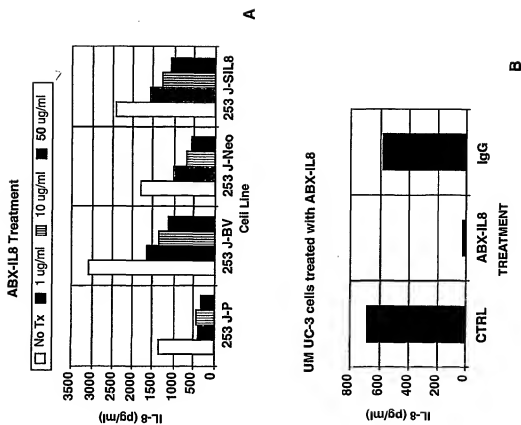 ABX-IL8 Treatment
No Tx 1 ug/ml 10 ug/ml 50 ug/ml
A
IL-8 (pg/ml)
3500
3000
2500
2000
1500
1000
500
0
253 J-P 253 J-BV 253 J-Neo 253 J-SIL8
Cell Line
UM UC-3 cells treated with ABX-IL8
IL-8 (pg/ml)
800
600
400
200
0
CTRL ABX-IL8 IgG
TREATMENT
B